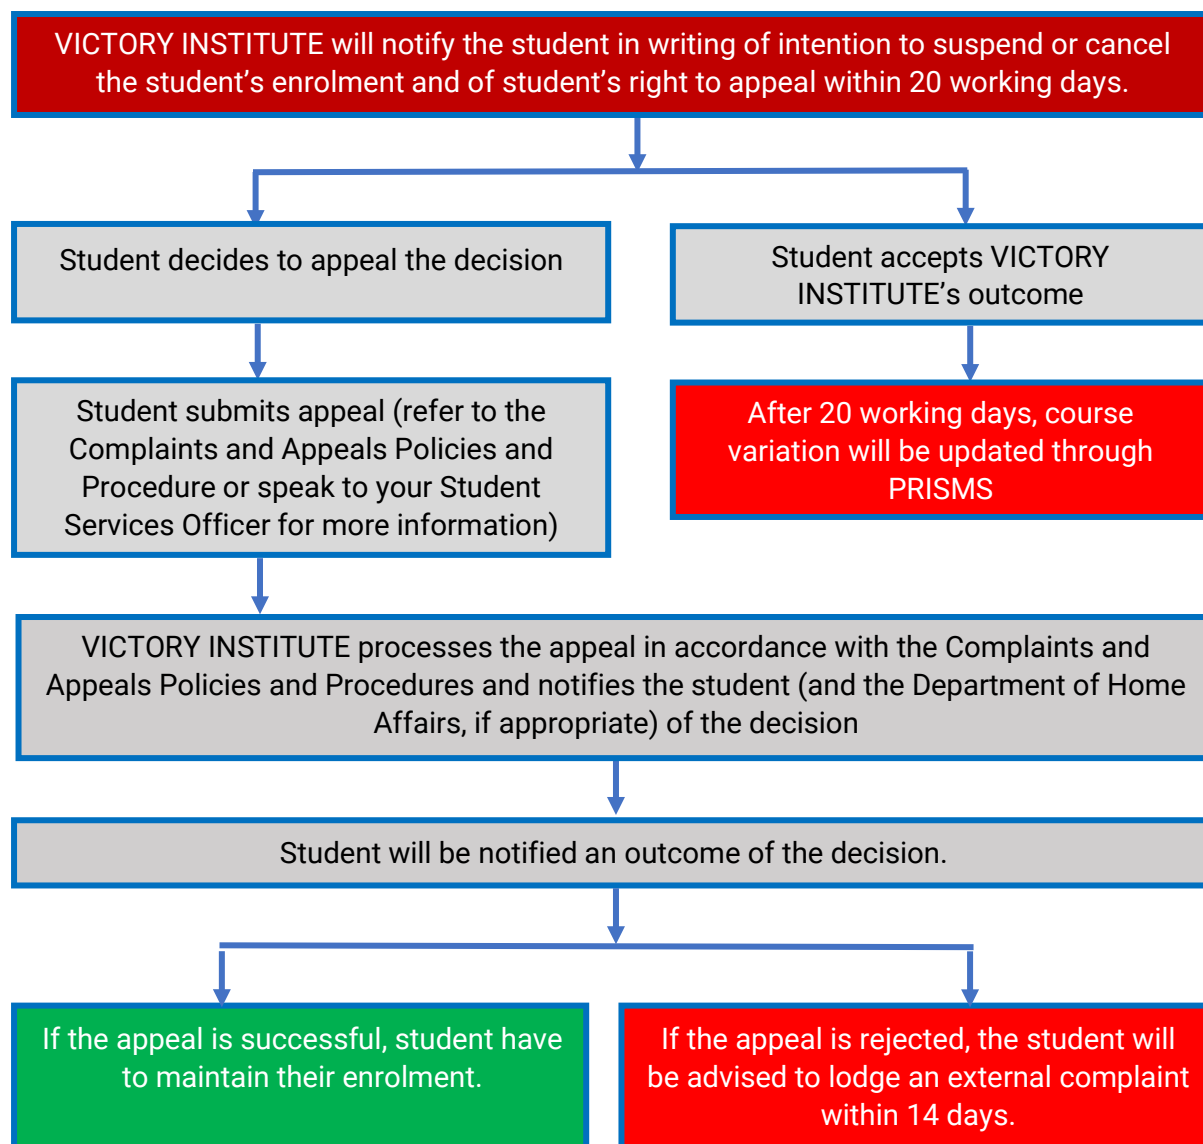 VICTORY INSTITUTE will notify the student in writing of intention to suspend or cancel
the student’s enrolment and of student’s right to appeal within 20 working days.
Student decides to appeal the decision
Student accepts VICTORY
INSTITUTE’s outcome
Student submits appeal (refer to the
Complaints and Appeals Policies and
Procedure or speak to your Student
Services Officer for more information)
After 20 working days, course
variation will be updated through
PRISMS
VICTORY INSTITUTE processes the appeal in accordance with the Complaints and
Appeals Policies and Procedures and notifies the student (and the Department of Home
Affairs, if appropriate) of the decision
Student will be notified an outcome of the decision.
If the appeal is successful, student have
to maintain their enrolment.
If the appeal is rejected, the student will
be advised to lodge an external complaint
within 14 days.